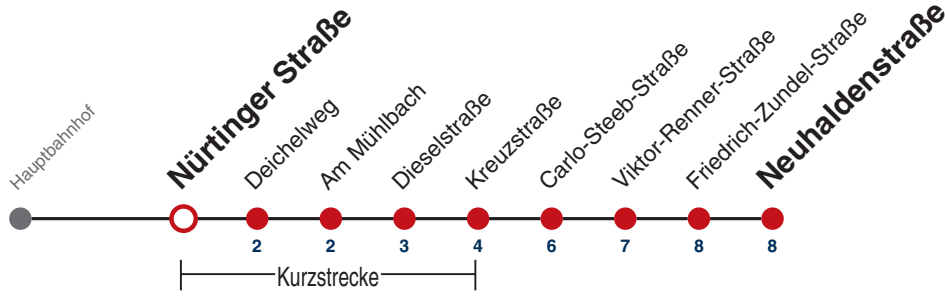 Hauptbahnhof
Nürtinger Straße
Deichelweg
Am Mühlbach
Dieselstraße
Kreuzstraße
Carlo-Steeb-Straße
Viktor-Renner-Straße
Friedrich-Zundel-Straße
Neuhaldenstraße
2 2 3 4 6 7 8 8
Kurzstrecke